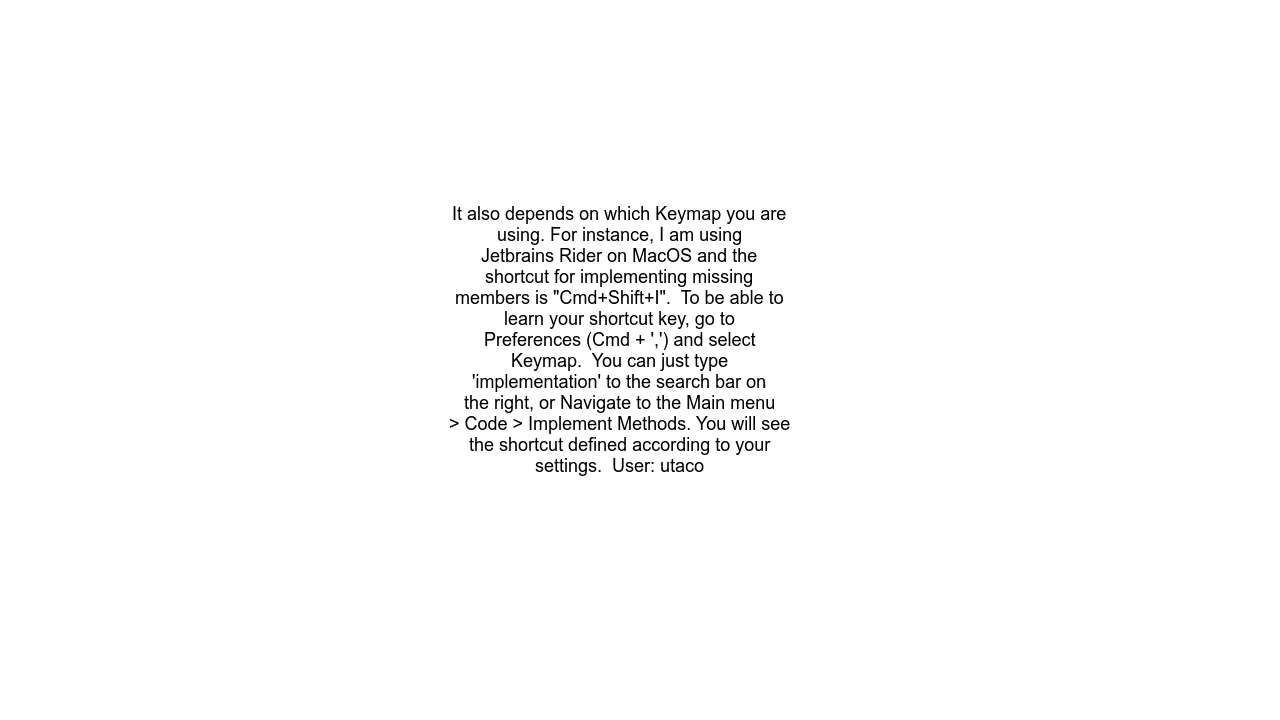 It also depends on which Keymap you are
using. For instance, I am using
Jetbrains Rider on MacOS and the
shortcut for implementing missing
members is "Cmd+Shift+I".  To be able to
learn your shortcut key, go to
Preferences (Cmd + ',') and select
Keymap.  You can just type
'implementation' to the search bar on
the right, or Navigate to the Main menu
> Code > Implement Methods. You will see
the shortcut defined according to your
settings.  User: utaco